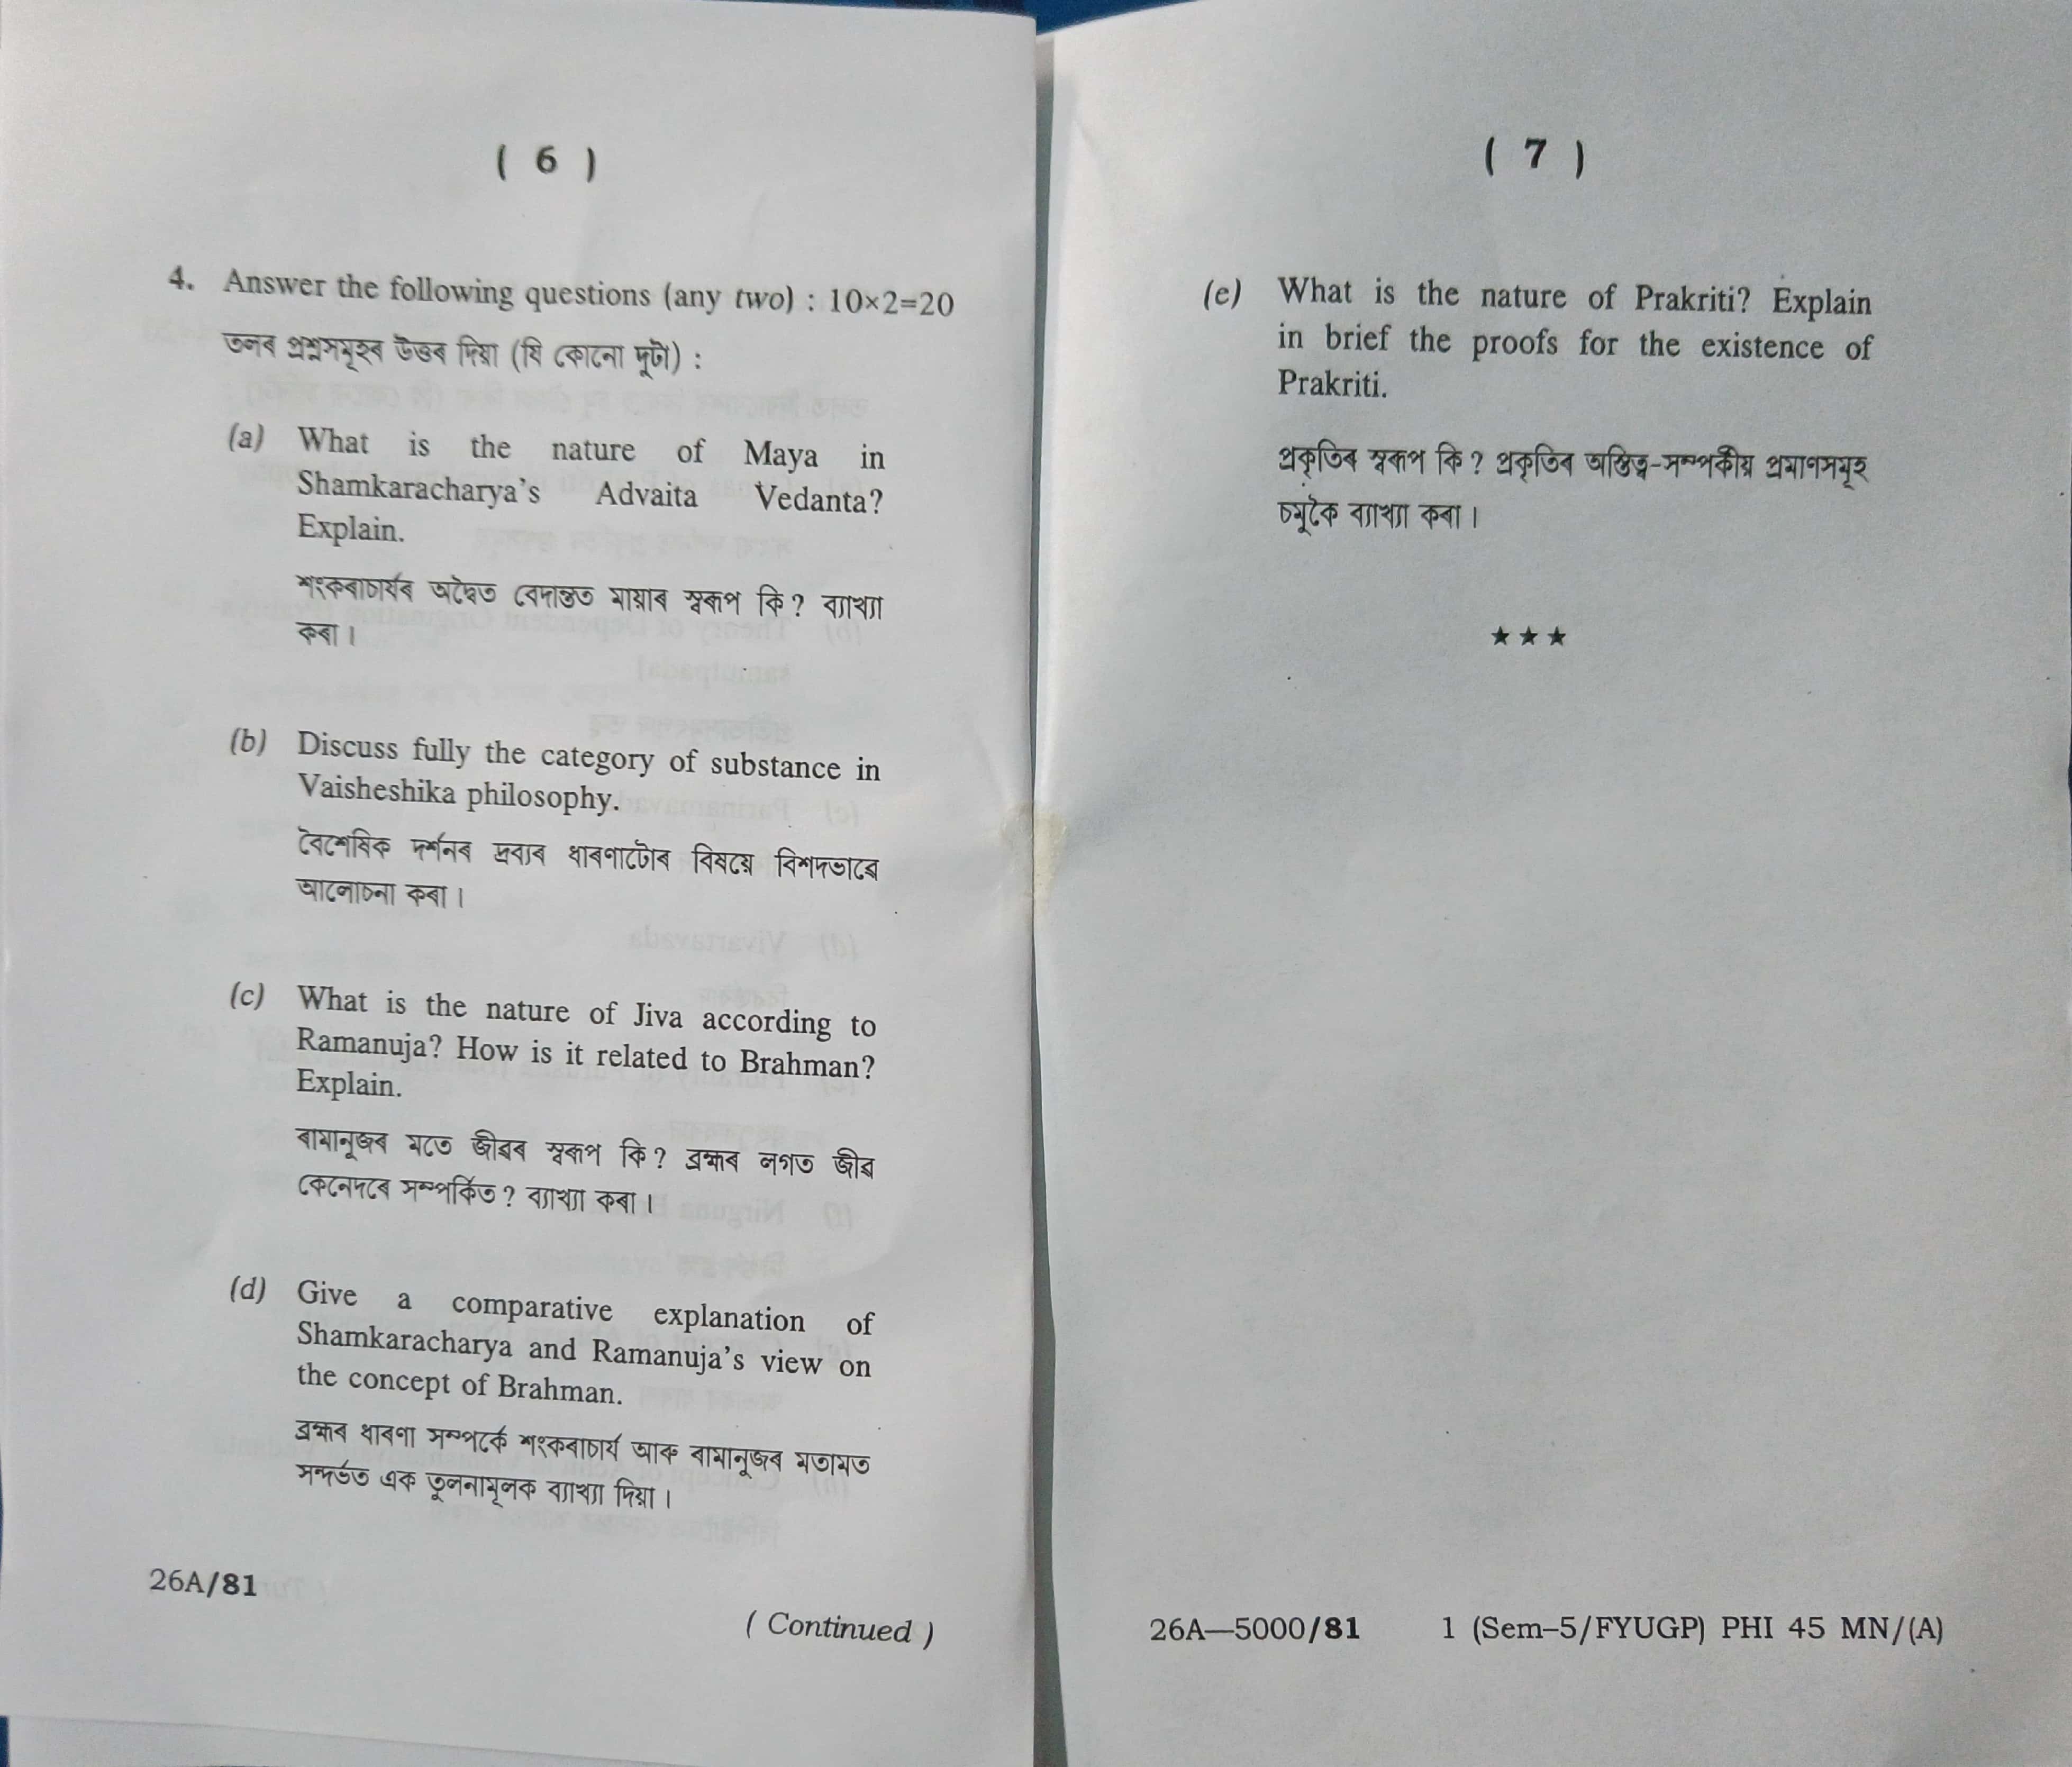 ( 6 )
4. Answer the following questions (any two) : 10×2=20
তলৰ প্ৰশ্নসমূহৰ উত্তৰ দিয়া (যি কোনো দুটা) :
(a) What is the nature of Maya in
Shamkaracharya's Advaita Vedanta?
Explain.
শংকৰাচাৰ্যৰ অদ্বৈত বেদান্তত মায়াৰ স্বৰূপ কি? ব্যাখ্যা
কৰা।
(b) Discuss fully the category of substance in
Vaisheshika philosophy.
বৈশেষিক দৰ্শনৰ দ্ৰব্যৰ ধাৰণাটোৰ বিষয়ে বিশদভাৱে
আলোচনা কৰা।
(c) What is the nature of Jiva according to
Ramanuja? How is it related to Brahman?
Explain.
ৰামানুজৰ মতে জীৱৰ স্বৰূপ কি? ব্ৰহ্মৰ লগত জীৱ
কেনেদৰে সম্পৰ্কিত? ব্যাখ্যা কৰা।
(d) Give a comparative explanation of
Shamkaracharya and Ramanuja's view on
the concept of Brahman.
ব্ৰহ্মৰ ধাৰণা সম্পৰ্কে শংকৰাচাৰ্য আৰু ৰামানুজৰ মতামত
সন্দৰ্ভত এক তুলনামূলক ব্যাখ্যা দিয়া।
26A/81
( Continued )
( 7 )
(e) What is the nature of Prakriti? Explain
in brief the proofs for the existence of
Prakriti.
প্ৰকৃতিৰ স্বৰূপ কি? প্ৰকৃতিৰ অস্তিত্ব-সম্পৰ্কীয় প্ৰমাণসমূহ
চমুকৈ ব্যাখ্যা কৰা।
★★★
26A—5000/81 1 (Sem-5/FYUGP) PHI 45 MN/(A)